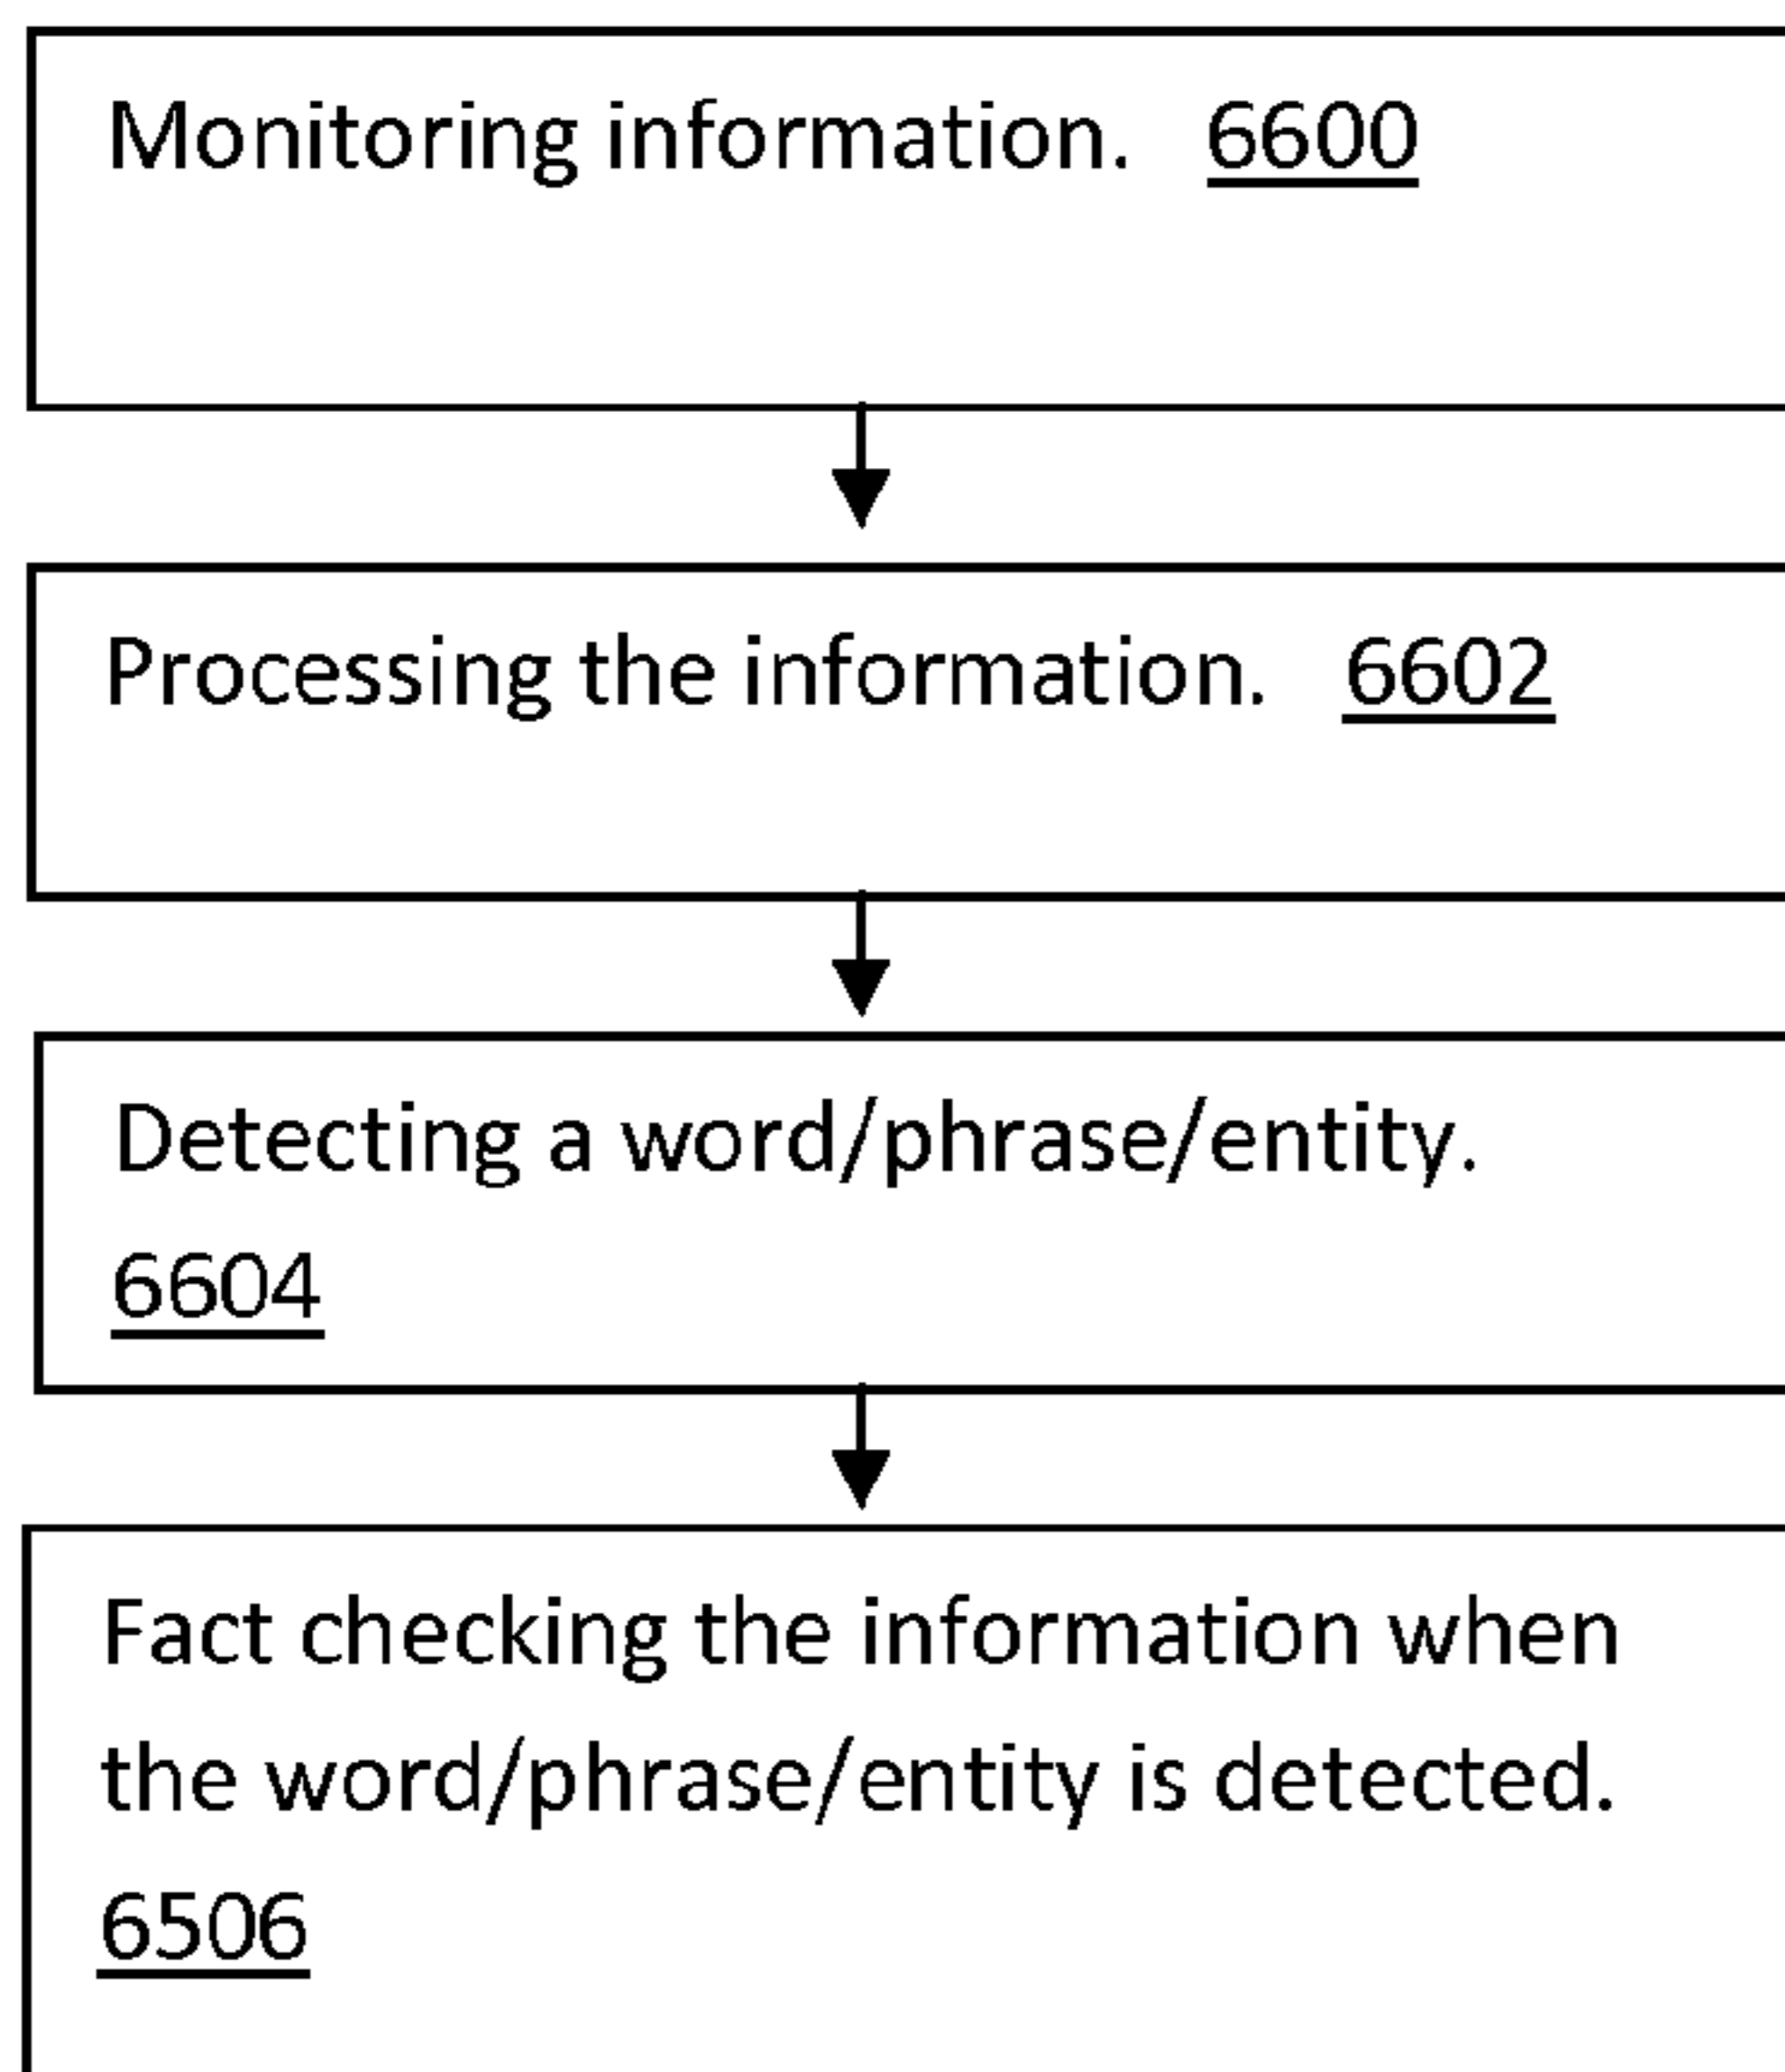 Monitoring information. 6600
Processing the information. 6602
Detecting a word/phrase/entity.
6604
Fact checking the information when
the word/phrase/entity is detected.
6506